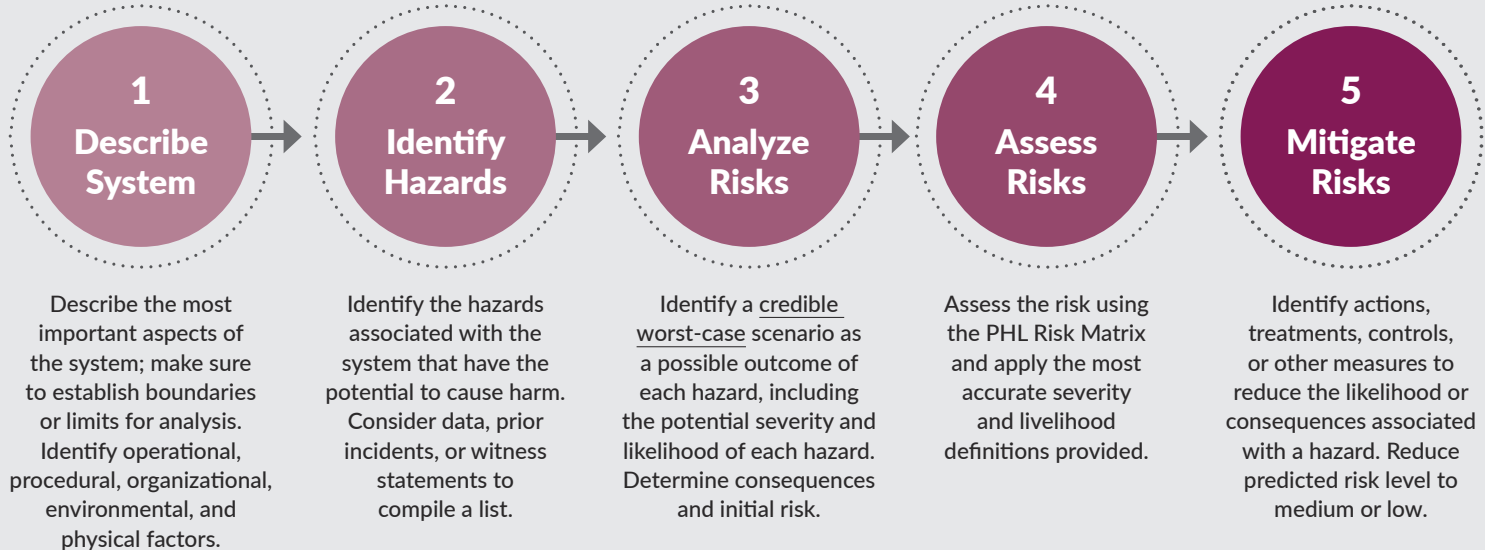 1
Describe
System
Describe the most
important aspects of
the system; make sure
to establish boundaries
or limits for analysis.
Identify operational,
procedural, organizational,
environmental, and
physical factors.
2
Identify
Hazards
Identify the hazards
associated with the
system that have the
potential to cause harm.
Consider data, prior
incidents, or witness
statements to
compile a list.
3
Analyze
Risks
Identify a credible
worst-case scenario as
a possible outcome of
each hazard, including
the potential severity and
likelihood of each hazard.
Determine consequences
and initial risk.
4
Assess
Risks
Assess the risk using
the PHL Risk Matrix
and apply the most
accurate severity
and livelihood
definitions provided.
5
Mitigate
Risks
Identify actions,
treatments, controls,
or other measures to
reduce the likelihood or
consequences associated
with a hazard. Reduce
predicted risk level to
medium or low.